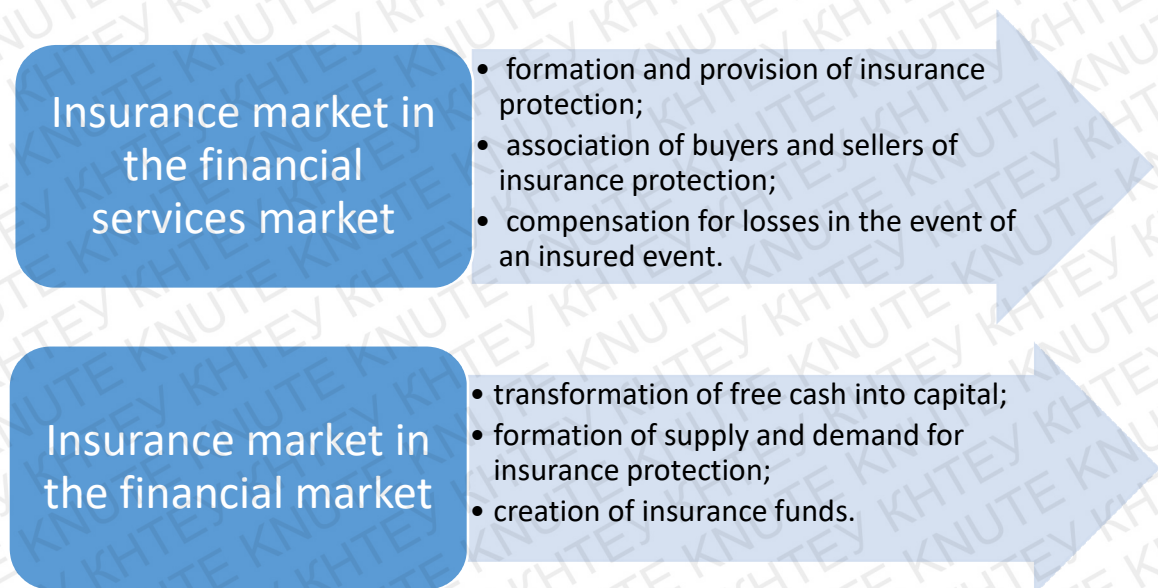 Insurance market in
the financial
services market
• formation and provision of insurance
protection;
• association of buyers and sellers of
insurance protection;
• compensation for losses in the event of
an insured event.
Insurance market in
the financial market
• transformation of free cash into capital;
• formation of supply and demand for
insurance protection;
• creation of insurance funds.